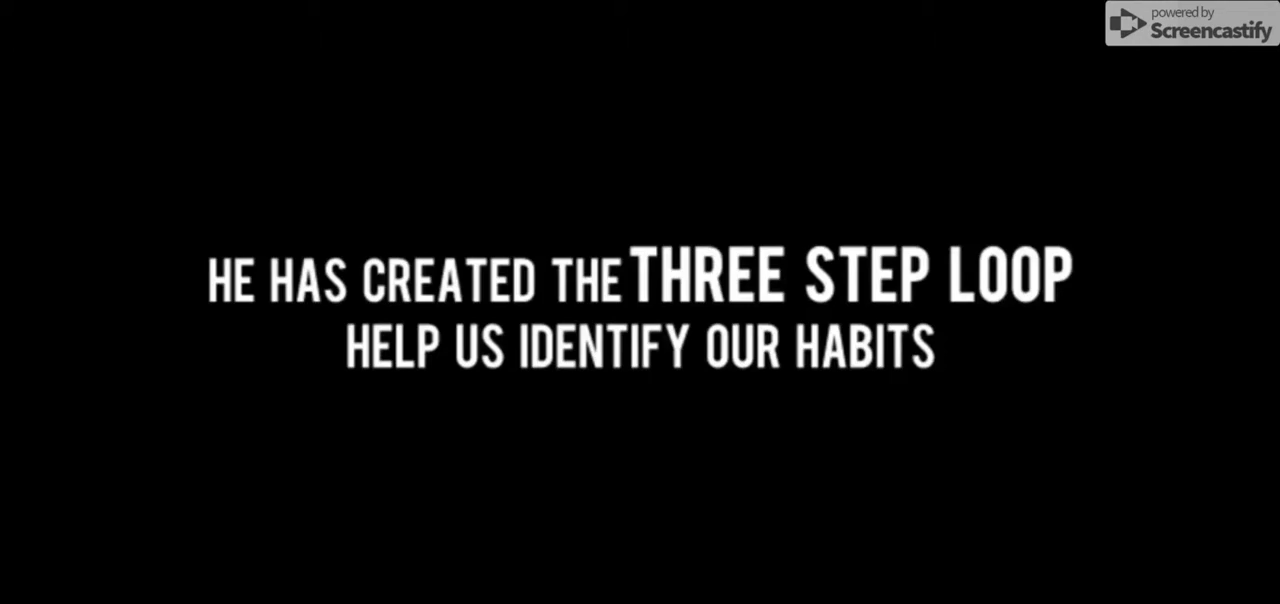 powered by
Screencastify
HE HAS CREATED THE THREE STEP LOOP
HELP US IDENTIFY OUR HABITS